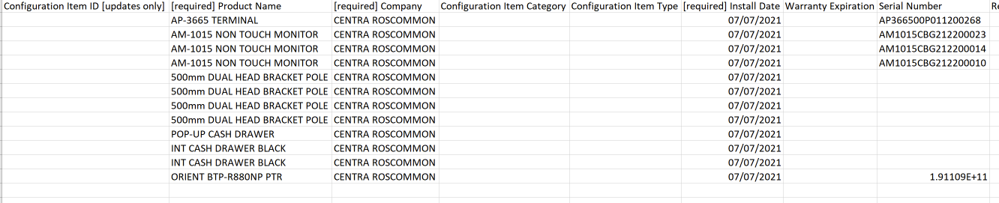 Configuration Item ID [updates only] [required] Product Name [required] Company Configuration Item Category Configuration Item Type [required] Install Date Warranty Expiration Serial Number Re
AP-3665 TERMINAL CENTRA ROSCOMMON 07/07/2021 AP366500P011200268
AM-1015 NON TOUCH MONITOR CENTRA ROSCOMMON 07/07/2021 AM1015CBG212200023
AM-1015 NON TOUCH MONITOR CENTRA ROSCOMMON 07/07/2021 AM1015CBG212200014
AM-1015 NON TOUCH MONITOR CENTRA ROSCOMMON 07/07/2021 AM1015CBG212200010
500mm DUAL HEAD BRACKET POLE CENTRA ROSCOMMON 07/07/2021
500mm DUAL HEAD BRACKET POLE CENTRA ROSCOMMON 07/07/2021
500mm DUAL HEAD BRACKET POLE CENTRA ROSCOMMON 07/07/2021
500mm DUAL HEAD BRACKET POLE CENTRA ROSCOMMON 07/07/2021
POP-UP CASH DRAWER CENTRA ROSCOMMON 07/07/2021
INT CASH DRAWER BLACK CENTRA ROSCOMMON 07/07/2021
INT CASH DRAWER BLACK CENTRA ROSCOMMON 07/07/2021
ORIENT BTP-R880NP PTR CENTRA ROSCOMMON 07/07/2021 1.91109E+11